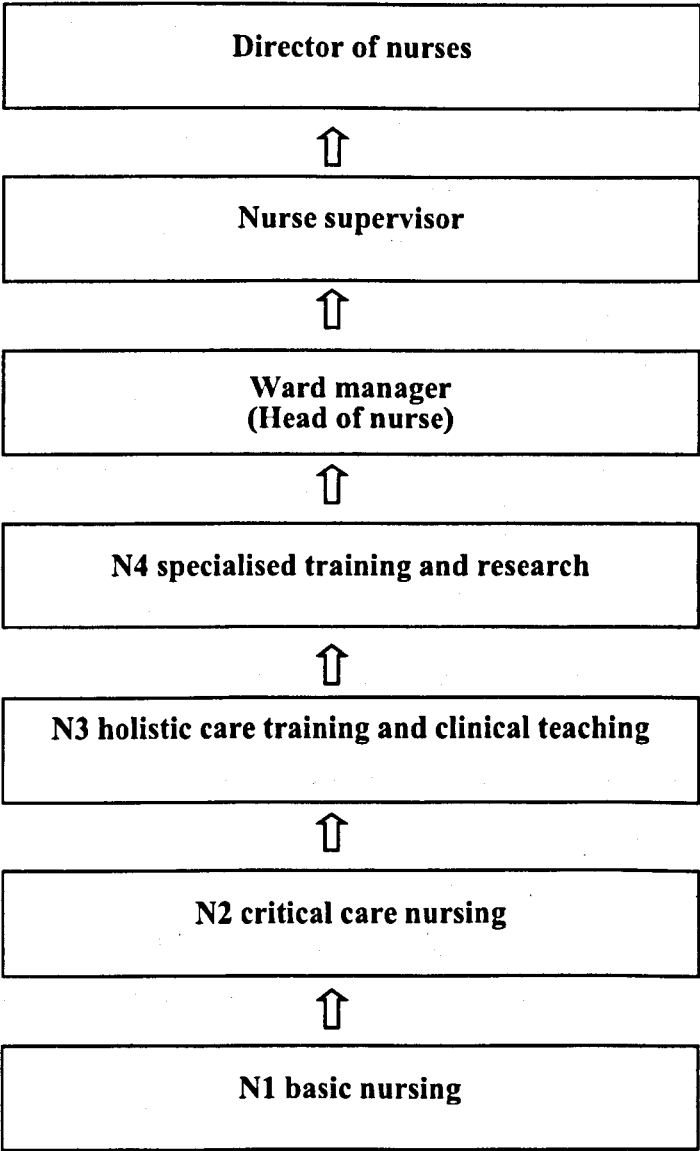 Director of nurses
Nurse supervisor
Ward manager
(Head of nurse)
N4 specialised training and research
N3 holistic care training and clinical teaching
N2 critical care nursing
N1 basic nursing